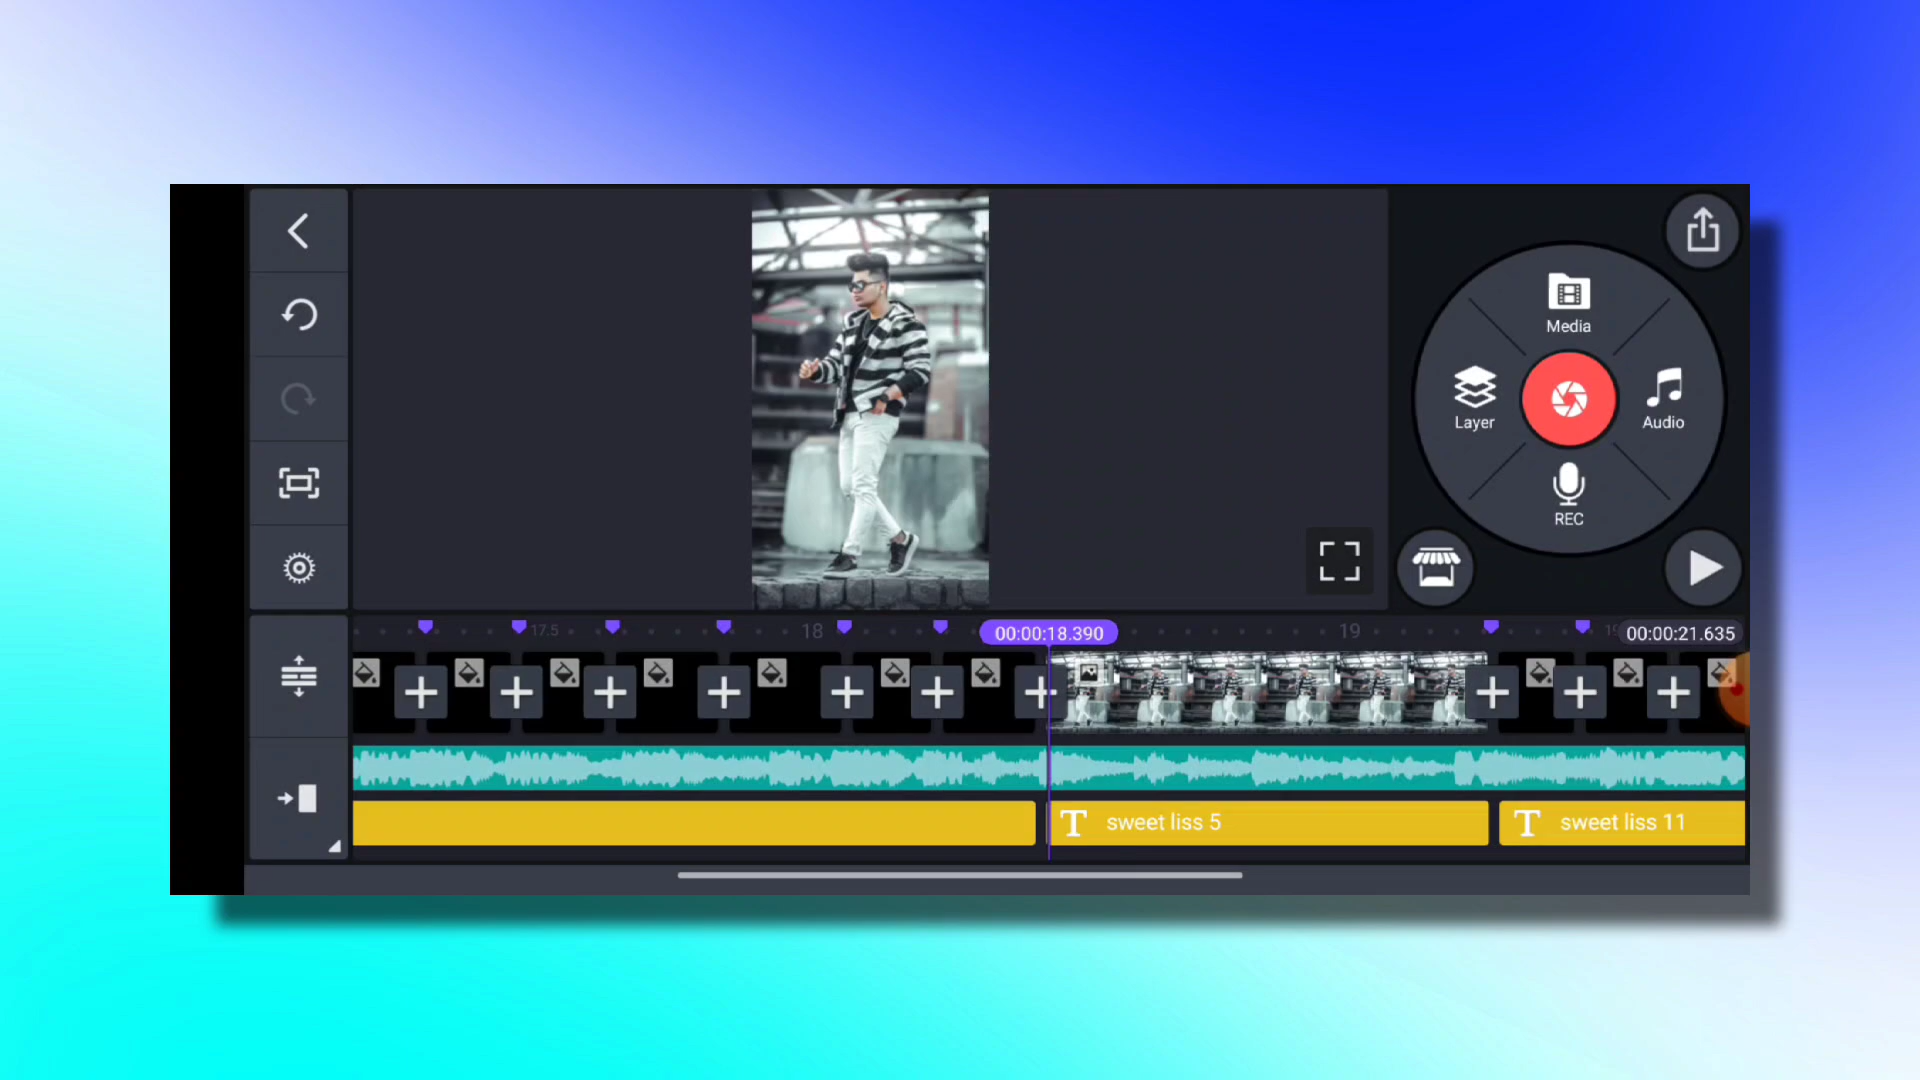 Media
Layer
Audio
REC
17.5
18
00:00:18.390
19
00:00:21.635
T sweet liss 5
T sweet liss 11